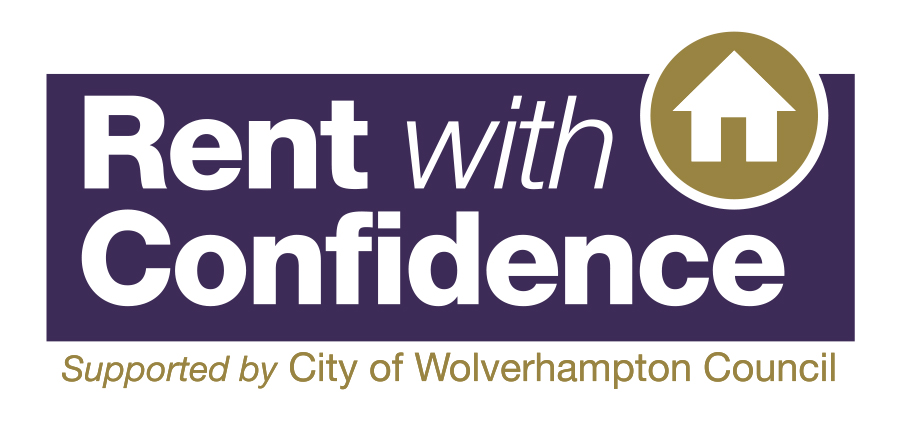 Rent with
Confidence
Supported by City of Wolverhampton Council